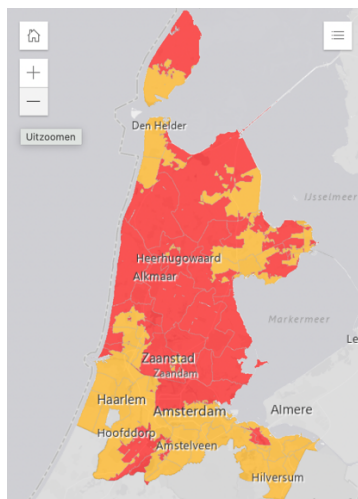 Den Helder
Uitzoomen
IJsselmeer
Heerhugowaard
Alkmaar
Markermeer
Le
Zaanstad
Zaandam
Haarlem
Amsterdam
Almere
Hoofddorp
Amstelveen
Hilversum